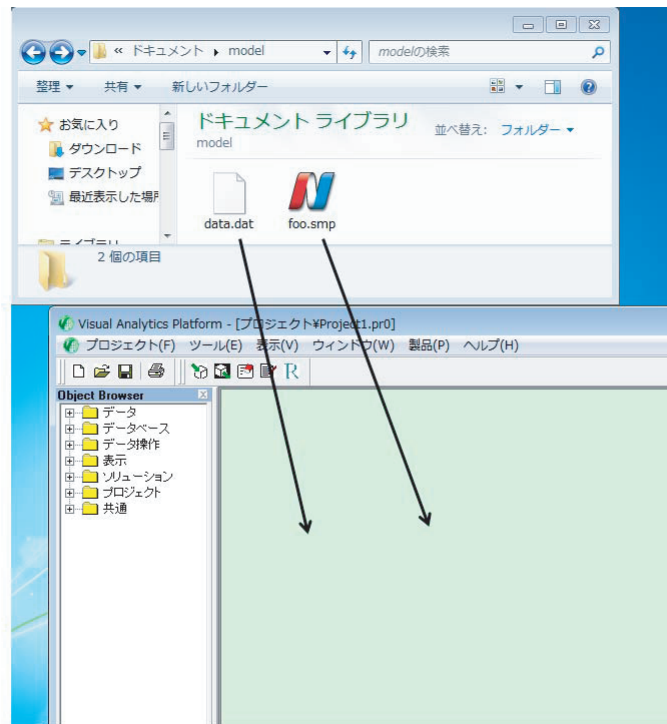 « ドキュメント ▸ model
modelの検索
整理 ▼ 共有 ▼ 新しいフォルダー
お気に入り
ダウンロード
デスクトップ
最近表示した場所
ドキュメント ライブラリ
model
並べ替え: フォルダー ▼
data.dat
foo.smp
ライブラリ
2 個の項目
Visual Analytics Platform - [プロジェクト¥Project1.pr0]
プロジェクト(F) ツール(E) 表示(V) ウィンドウ(W) 製品(P) ヘルプ(H)
R
Object Browser
データ
データベース
データ操作
表示
ソリューション
プロジェクト
共通